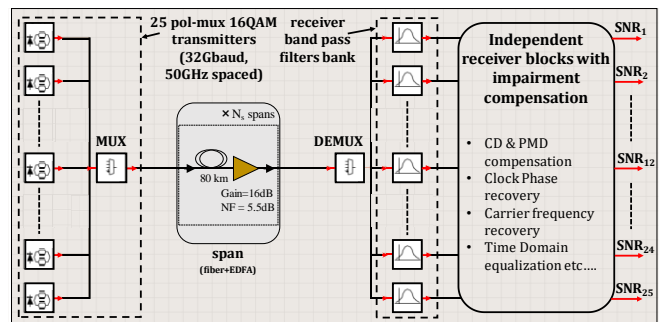 25 pol-mux 16QAM
transmitters
(32Gbaud,
50GHz spaced)
receiver
band pass
filters bank
Independent
receiver blocks with
impairment
compensation
• CD & PMD
compensation
• Clock Phase
recovery
• Carrier frequency
recovery
• Time Domain
equalization etc....
SNR1
SNR2
SNR12
SNR24
SNR25
MUX
× Ns spans
80 km
Gain=16dB
NF = 5.5dB
span
(fiber+EDFA)
DEMUX